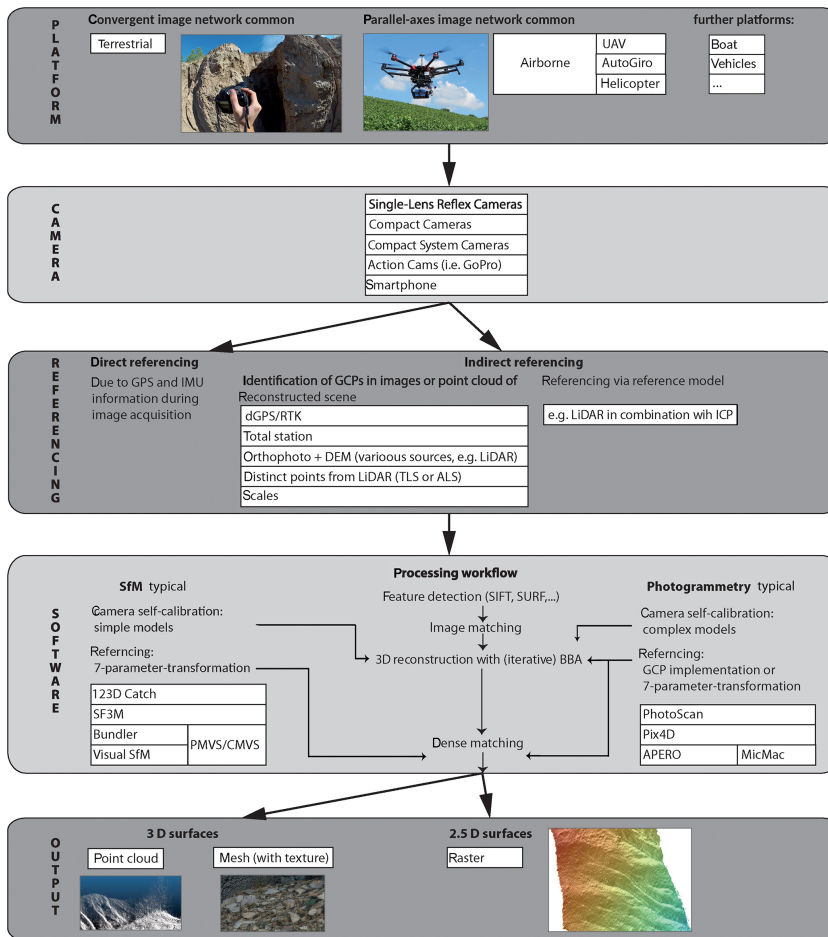 PLATFORM
Convergent image network common
Terrestrial
Parallel-axes image network common
Airborne
UAV
AutoGiro
Helicopter
further platforms:
Boat
Vehicles
...
CAMERA
Single-Lens Reflex Cameras
Compact Cameras
Compact System Cameras
Action Cams (i.e. GoPro)
Smartphone
REFERENCING
Direct referencing
Due to GPS and IMU
information during
image acquisition
Indirect referencing
Identification of GCPs in images or point cloud of
Reconstructed scene
dGPS/RTK
Total station
Orthophoto + DEM (varioous sources, e.g. LiDAR)
Distinct points from LiDAR (TLS or ALS)
Scales
Referencing via reference model
e.g. LiDAR in combination wih ICP
SOFTWARE
SfM typical
Camera self-calibration:
simple models
Referncing:
7-parameter-transformation
123D Catch
SF3M
Bundler
Visual SfM
PMVS/CMVS
Processing workflow
Feature detection (SIFT, SURF,...)
Image matching
3D reconstruction with (iterative) BBA
Dense matching
Photogrammetry typical
Camera self-calibration:
complex models
Referncing:
GCP implementation or
7-parameter-transformation
PhotoScan
Pix4D
APERO
MicMac
OUTPUT
3 D surfaces
Point cloud
Mesh (with texture)
2.5 D surfaces
Raster